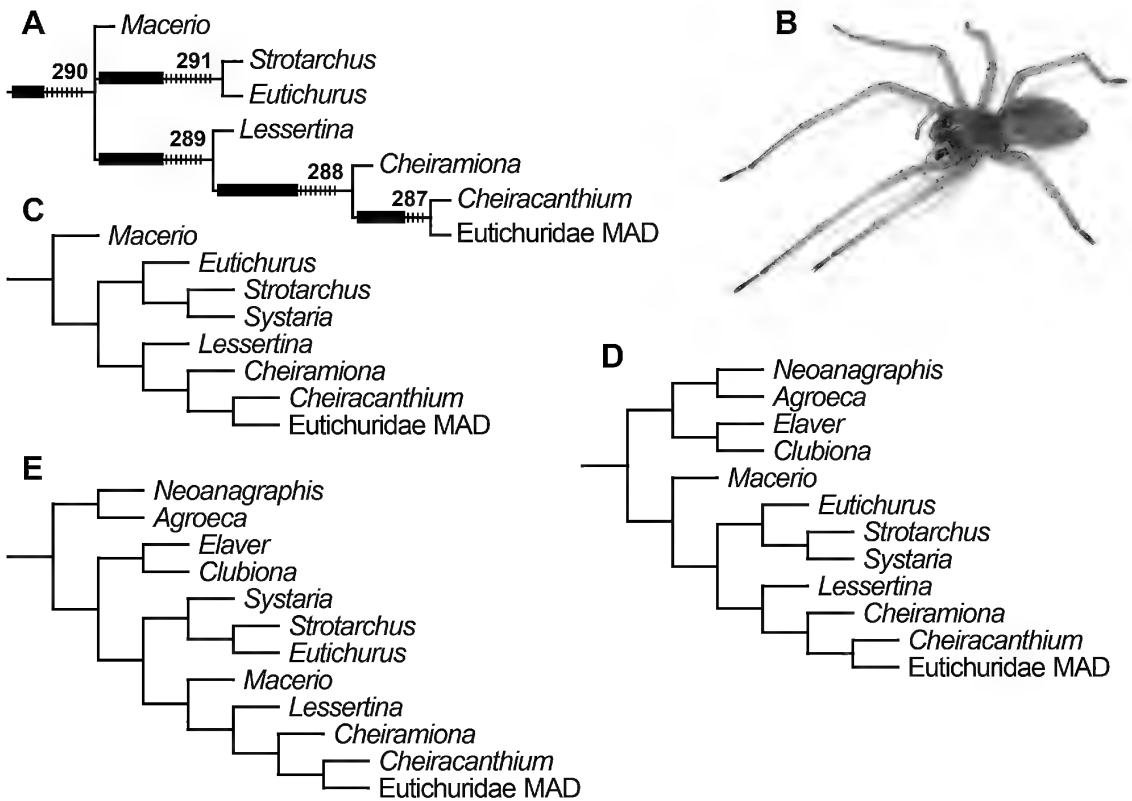 A
Macerio
290
291
Strotarchus
Eutichurus
289
Lessertina
288
Cheiramiona
287
Cheiracanthium
Eutichuridae MAD
B
C
Macerio
Eutichurus
Strotarchus
Systaria
Lessertina
Cheiramiona
Cheiracanthium
Eutichuridae MAD
D
Neoanagraphis
Agroeca
Elaver
Clubiona
Macerio
Eutichurus
Strotarchus
Systaria
Lessertina
Cheiramiona
Cheiracanthium
Eutichuridae MAD
E
Neoanagraphis
Agroeca
Elaver
Clubiona
Systaria
Strotarchus
Eutichurus
Macerio
Lessertina
Cheiramiona
Cheiracanthium
Eutichuridae MAD